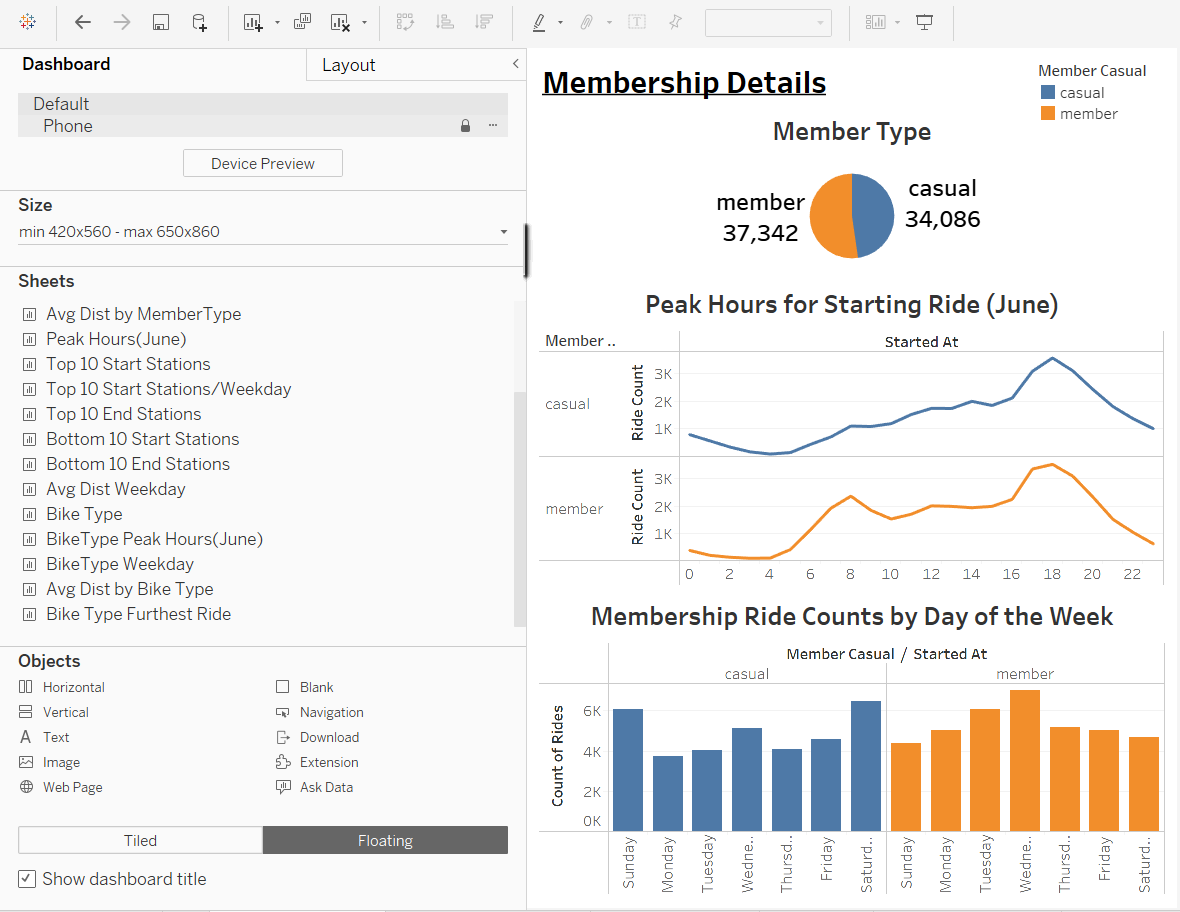 Dashboard
Layout
Default
Phone
Device Preview
Size
min 420x560 - max 650x860
Sheets
Avg Dist by MemberType
Peak Hours(June)
Top 10 Start Stations
Top 10 Start Stations/Weekday
Top 10 End Stations
Bottom 10 Start Stations
Bottom 10 End Stations
Avg Dist Weekday
Bike Type
BikeType Peak Hours(June)
BikeType Weekday
Avg Dist by Bike Type
Bike Type Furthest Ride
Objects
Horizontal
Blank
Vertical
Navigation
Text
Download
Image
Extension
Web Page
Ask Data
Tiled
Floating
Show dashboard title
Membership Details
Member Casual
casual
member
Member Type
member
37,342
casual
34,086
Peak Hours for Starting Ride (June)
Member ..
Started At
casual
Ride Count
3K
2K
1K
member
Ride Count
3K
2K
1K
0 2 4 6 8 10 12 14 16 18 20 22
Membership Ride Counts by Day of the Week
Member Casual / Started At
casual
member
Count of Rides
6K
4K
2K
0K
Sunday Monday Tuesday Wedne.. Thursd.. Friday Saturd.. Sunday Monday Tuesday Wedne.. Thursd.. Friday Saturd..